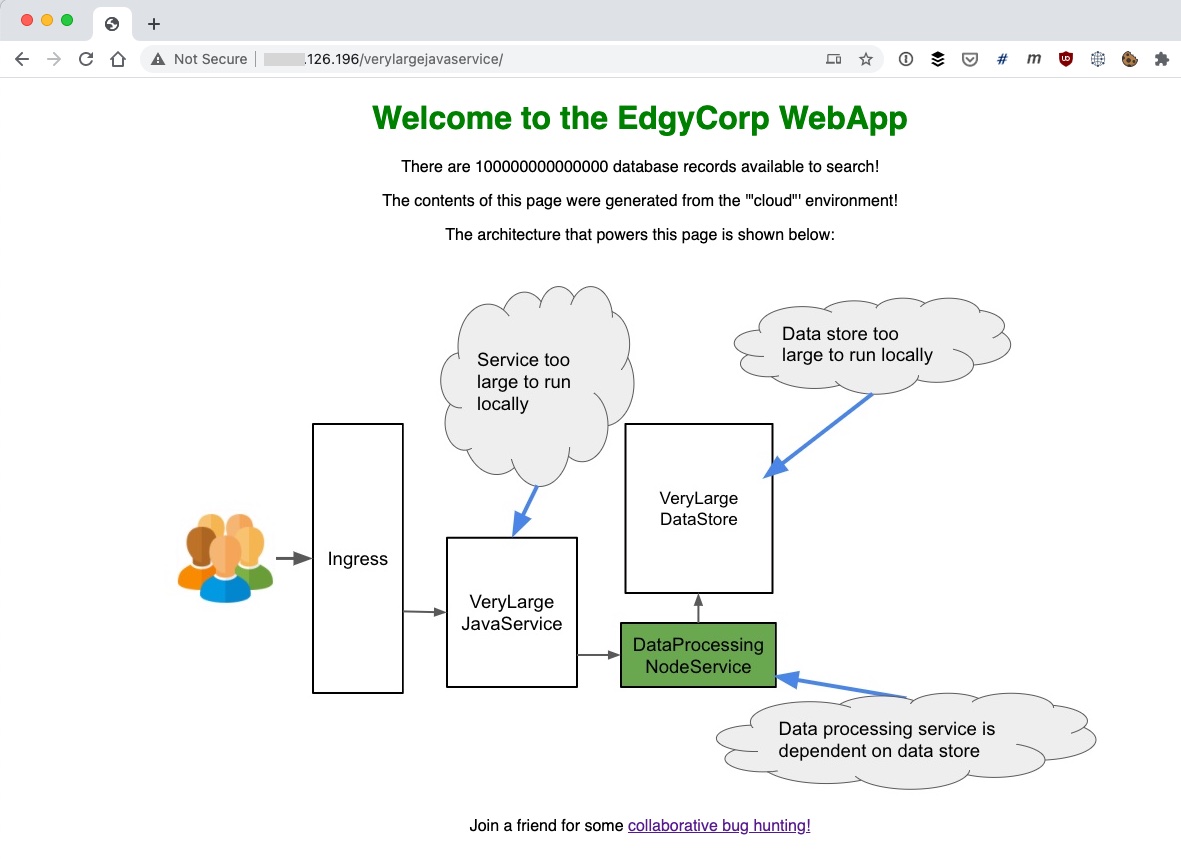 Not Secure
.126.196/verylargejavaservice/
Welcome to the EdgyCorp WebApp
There are 100000000000000 database records available to search!
The contents of this page were generated from the "'cloud"' environment!
The architecture that powers this page is shown below:
Service too
large to run
locally
Data store too
large to run locally
VeryLarge
DataStore
Ingress
VeryLarge
JavaService
DataProcessing
NodeService
Data processing service is
dependent on data store
Join a friend for some collaborative bug hunting!